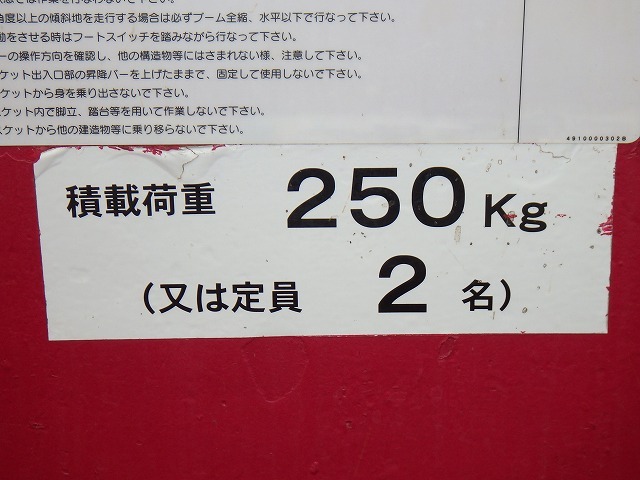 角度以上の傾斜地を走行する場合は必ずブーム全縮、水平以下で行なって下さい。
動をさせる時はフートスイッチを踏みながら行なって下さい。
ーの操作方向を確認し、他の構造物等にはさまれない様、注意して下さい。
ケット出入口部の昇降バーを上げたままで、固定して使用しないで下さい。
ケットから身を乗り出さないで下さい。
スケット内で脚立、踏台等を用いて作業しないで下さい。
スケットから他の建造物等に乗り移らないで下さい。
49100003028
積載荷重 250 Kg
(又は定員 2 名)